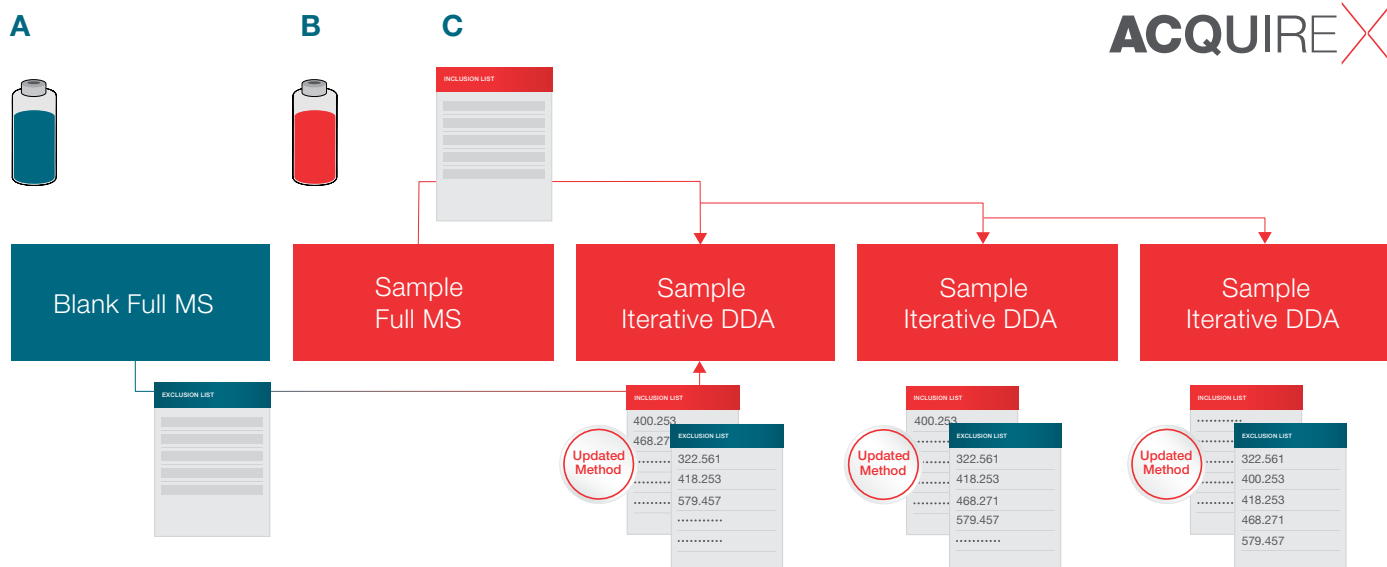 A
B
C
ACQUIREX
INCLUSION LIST
Blank Full MS
Sample
Full MS
Sample
Iterative DDA
Sample
Iterative DDA
Sample
Iterative DDA
EXCLUSION LIST
INCLUSION LIST
400.253
468.27
Updated
Method
EXCLUSION LIST
322.561
418.253
579.457
...........
...........
INCLUSION LIST
400.253
Updated
Method
EXCLUSION LIST
322.561
418.253
468.271
579.457
...........
INCLUSION LIST
...........
Updated
Method
EXCLUSION LIST
322.561
400.253
418.253
468.271
579.457